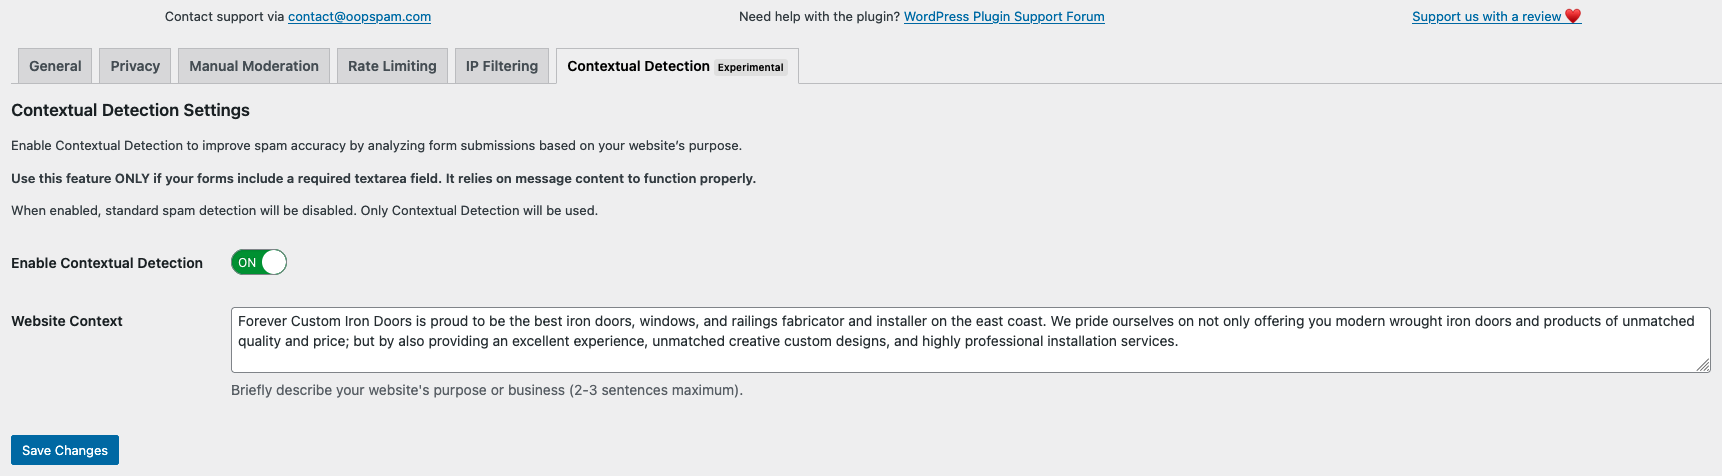 Contact support via contact@oopspam.com Need help with the plugin? WordPress Plugin Support Forum Support us with a review ❤️
General Privacy Manual Moderation Rate Limiting IP Filtering Contextual Detection Experimental
Contextual Detection Settings
Enable Contextual Detection to improve spam accuracy by analyzing form submissions based on your website's purpose.
Use this feature ONLY if your forms include a required textarea field. It relies on message content to function properly.
When enabled, standard spam detection will be disabled. Only Contextual Detection will be used.
Enable Contextual Detection ON
Website Context Forever Custom Iron Doors is proud to be the best iron doors, windows, and railings fabricator and installer on the east coast. We pride ourselves on not only offering you modern wrought iron doors and products of unmatched
quality and price; but by also providing an excellent experience, unmatched creative custom designs, and highly professional installation services.
Briefly describe your website's purpose or business (2-3 sentences maximum).
Save Changes